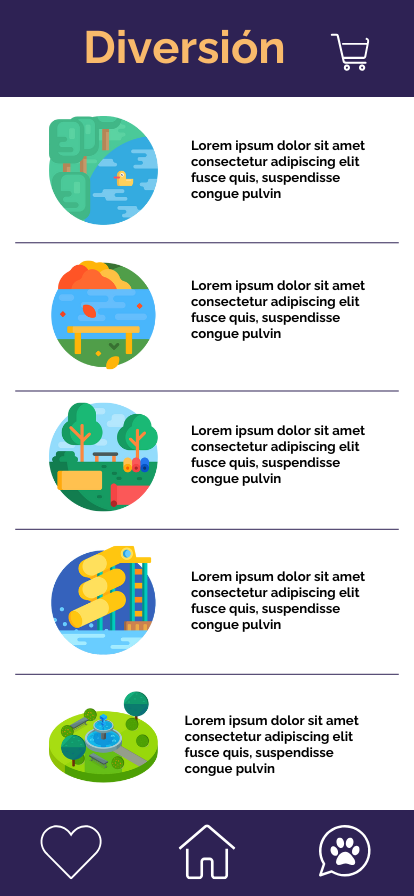 Diversión
Lorem ipsum dolor sit amet
consectetur adipiscing elit
fusce quis, suspendisse
congue pulvin
Lorem ipsum dolor sit amet
consectetur adipiscing elit
fusce quis, suspendisse
congue pulvin
Lorem ipsum dolor sit amet
consectetur adipiscing elit
fusce quis, suspendisse
congue pulvin
Lorem ipsum dolor sit amet
consectetur adipiscing elit
fusce quis, suspendisse
congue pulvin
Lorem ipsum dolor sit amet
consectetur adipiscing elit
fusce quis, suspendisse
congue pulvin